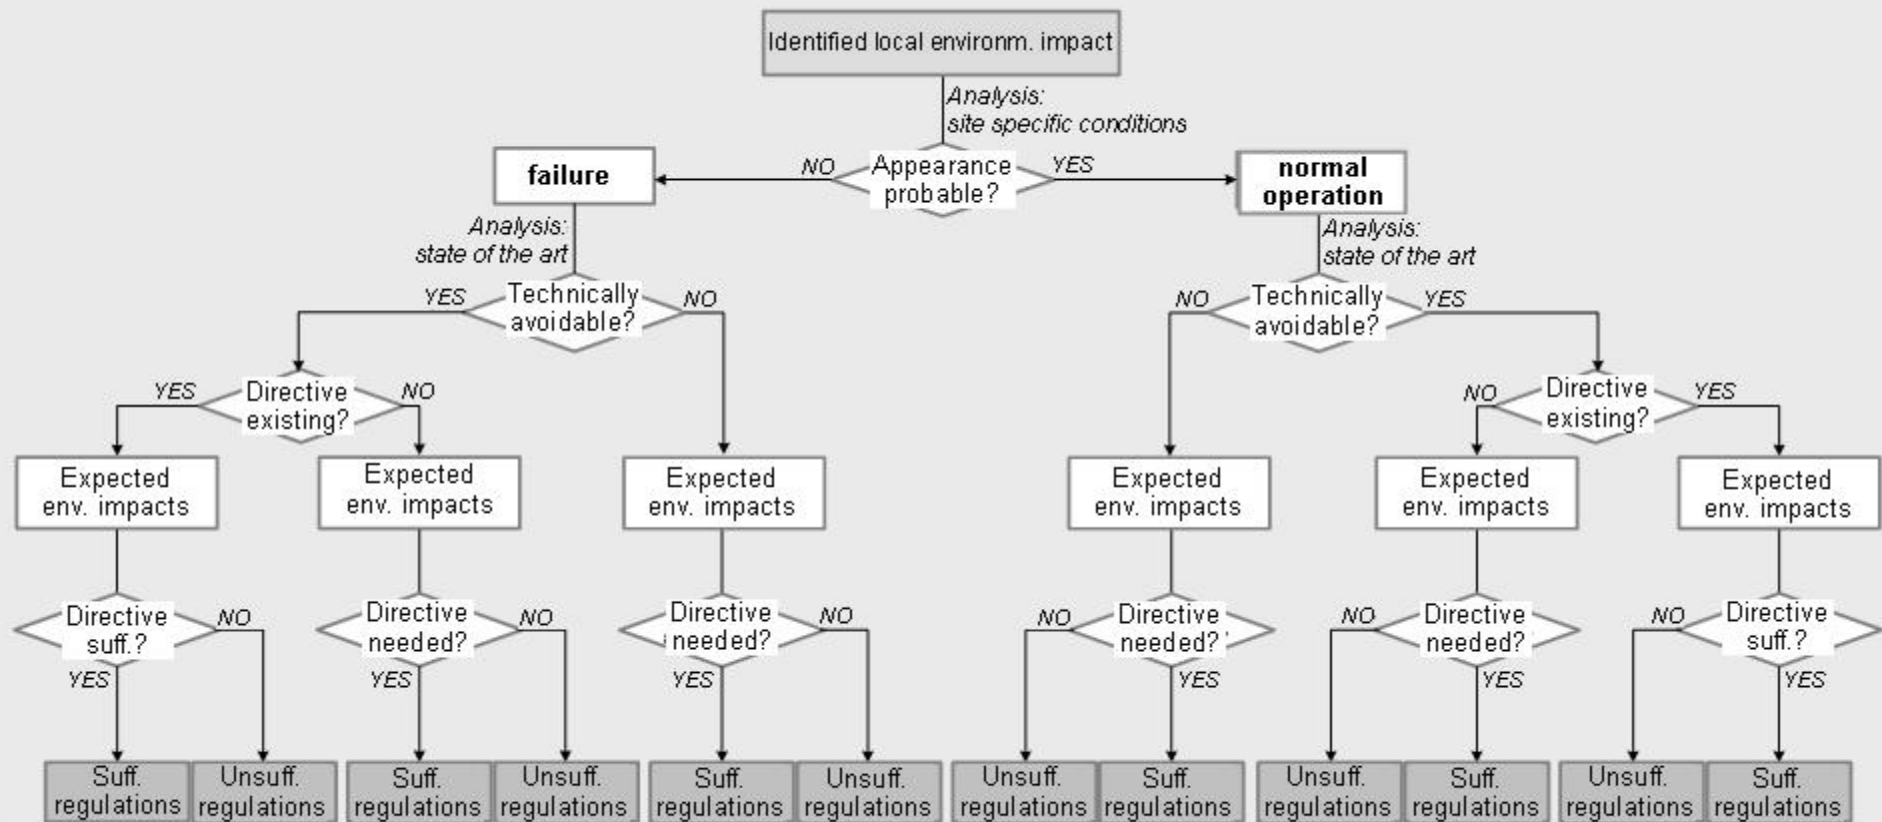 Identified local environm. impact
Analysis:
site specific conditions
failure
NO
Appearance
probable?
YES
normal
operation
Analysis:
state of the art
Analysis:
state of the art
YES
Technically
avoidable?
NO
NO
Technically
avoidable?
YES
YES
Directive
existing?
NO
NO
Directive
existing?
YES
Expected
env. impacts
Expected
env. impacts
Expected
env. impacts
Expected
env. impacts
Expected
env. impacts
Expected
env. impacts
Directive
suff.?
NO
YES
Directive
needed?
NO
YES
Directive
needed?
NO
YES
NO
Directive
needed?
YES
NO
Directive
needed?
YES
NO
Directive
suff.?
YES
Suff.
regulations
Unsuff.
regulations
Suff.
regulations
Unsuff.
regulations
Suff.
regulations
Unsuff.
regulations
Unsuff.
regulations
Suff.
regulations
Unsuff.
regulations
Suff.
regulations
Unsuff.
regulations
Suff.
regulations